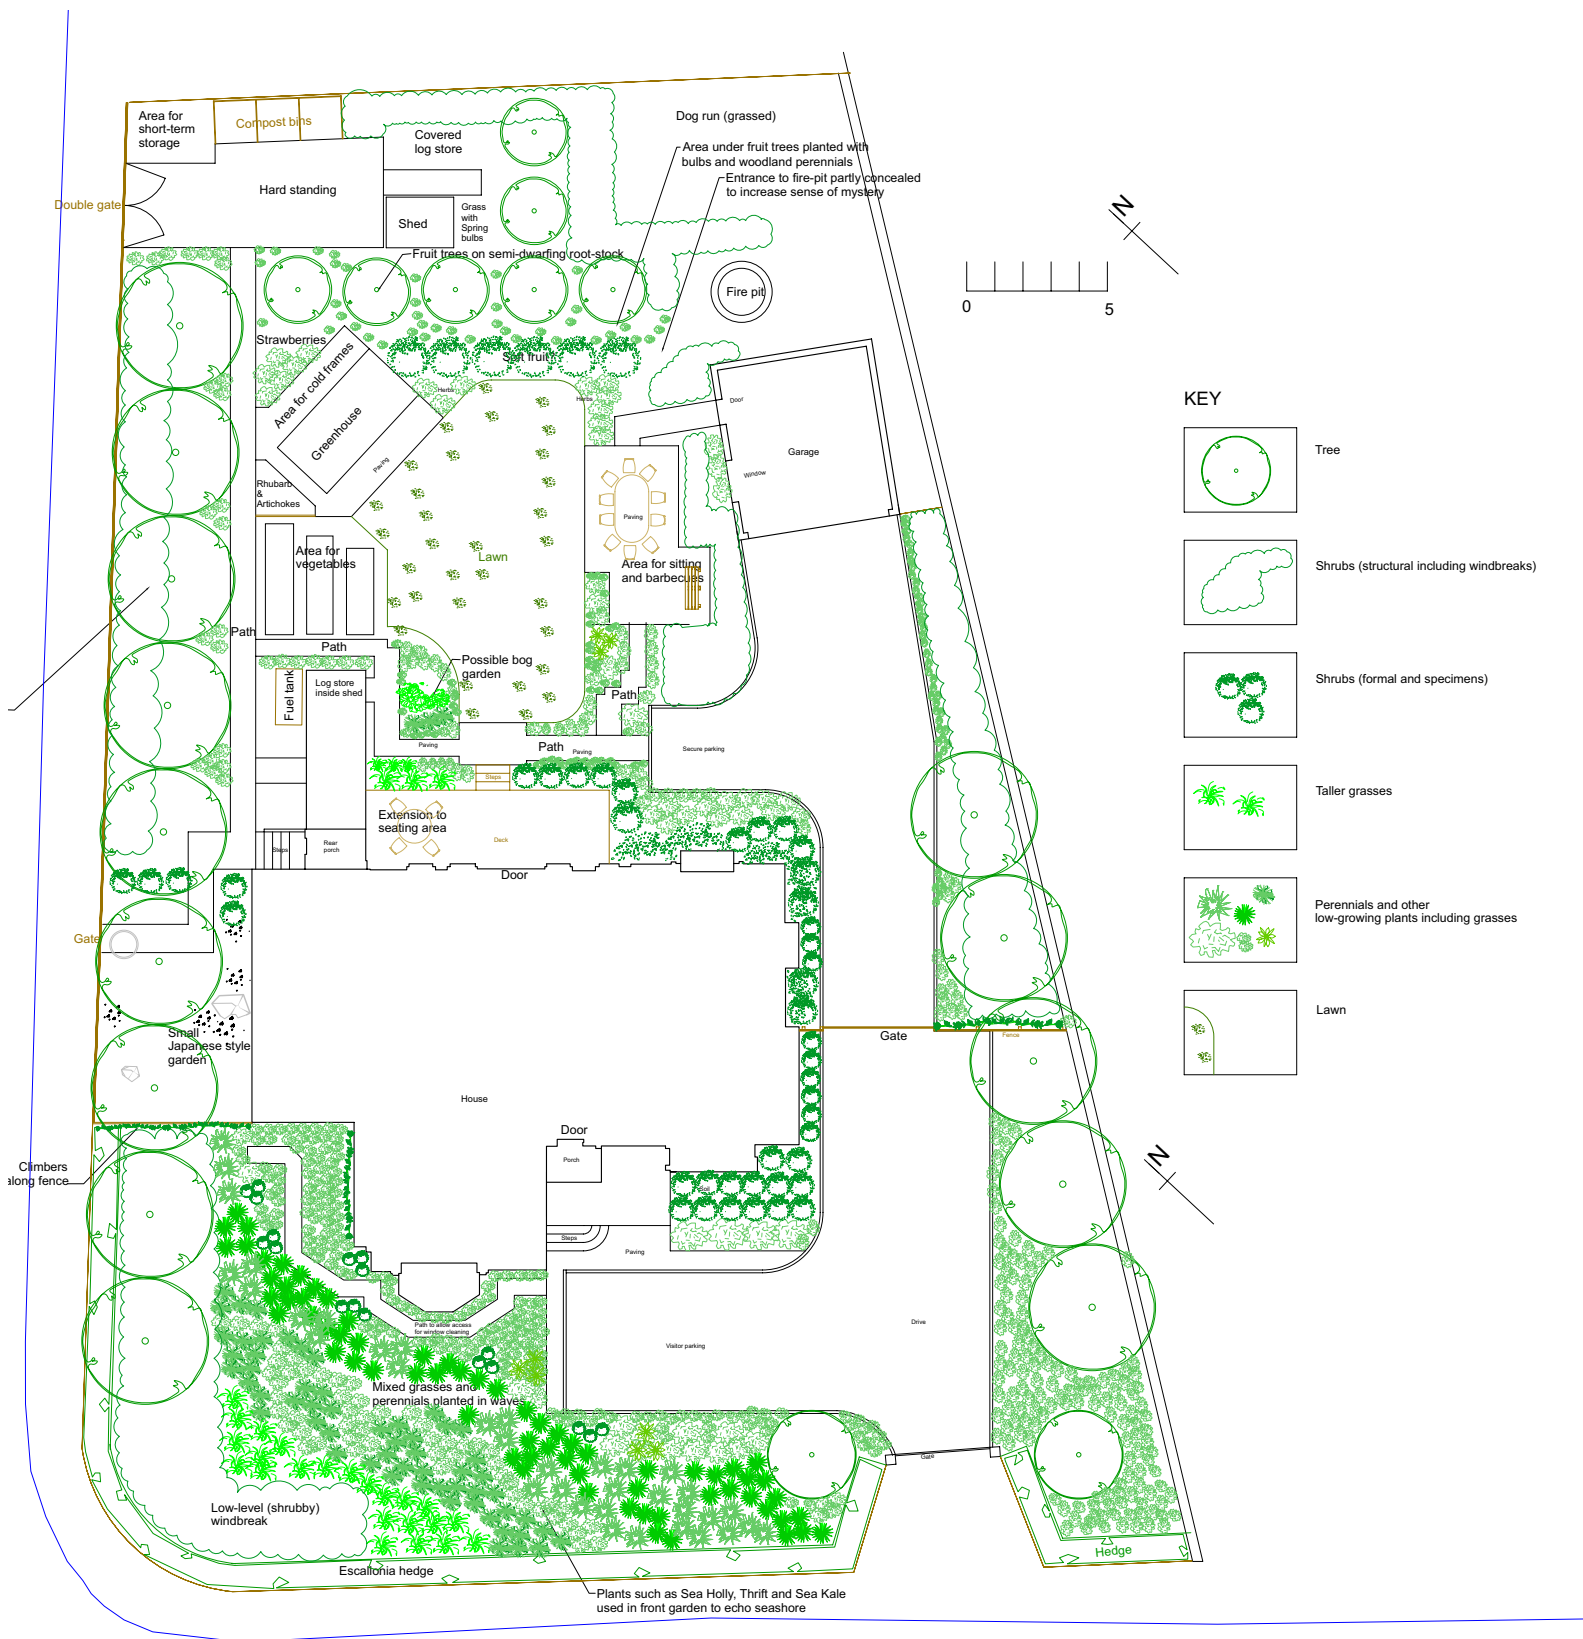 Area for
short-term
storage
Compost bins
Covered
log store
Dog run (grassed)
Area under fruit trees planted with
bulbs and woodland perennials
Entrance to fire-pit partly concealed
to increase sense of mystery
Hard standing
Double gate
Shed
Grass
with
Spring
bulbs
N
Fruit trees on semi-dwarfing root-stock
Fire pit
0
5
Strawberries
Area for cold frames
Soft fruit
Herbs
Herbs
Door
KEY
Greenhouse
Paving
Garage
Window
Tree
Rhubarb
&
Artichokes
Paving
Area for
vegetables
Lawn
Area for sitting
and barbecues
Shrubs (structural including windbreaks)
Path
Path
Possible bog
garden
Fuel tank
Log store
inside shed
Path
Shrubs (formal and specimens)
Paving
Path
Paving
Secure parking
Steps
Taller grasses
Extension to
seating area
Deck
Steps
Rear
porch
Door
Perennials and other
low-growing plants including grasses
Gate
Lawn
Small
Japanese style
garden
Gate
Fence
House
Door
Porch
Climbers
along fence
N
Soil
Steps
Paving
Path to allow access
for window cleaning
Drive
Visitor parking
Mixed grasses and
perennials planted in waves
Gate
Low-level (shrubby)
windbreak
Escallonia hedge
Hedge
Plants such as Sea Holly, Thrift and Sea Kale
used in front garden to echo seashore